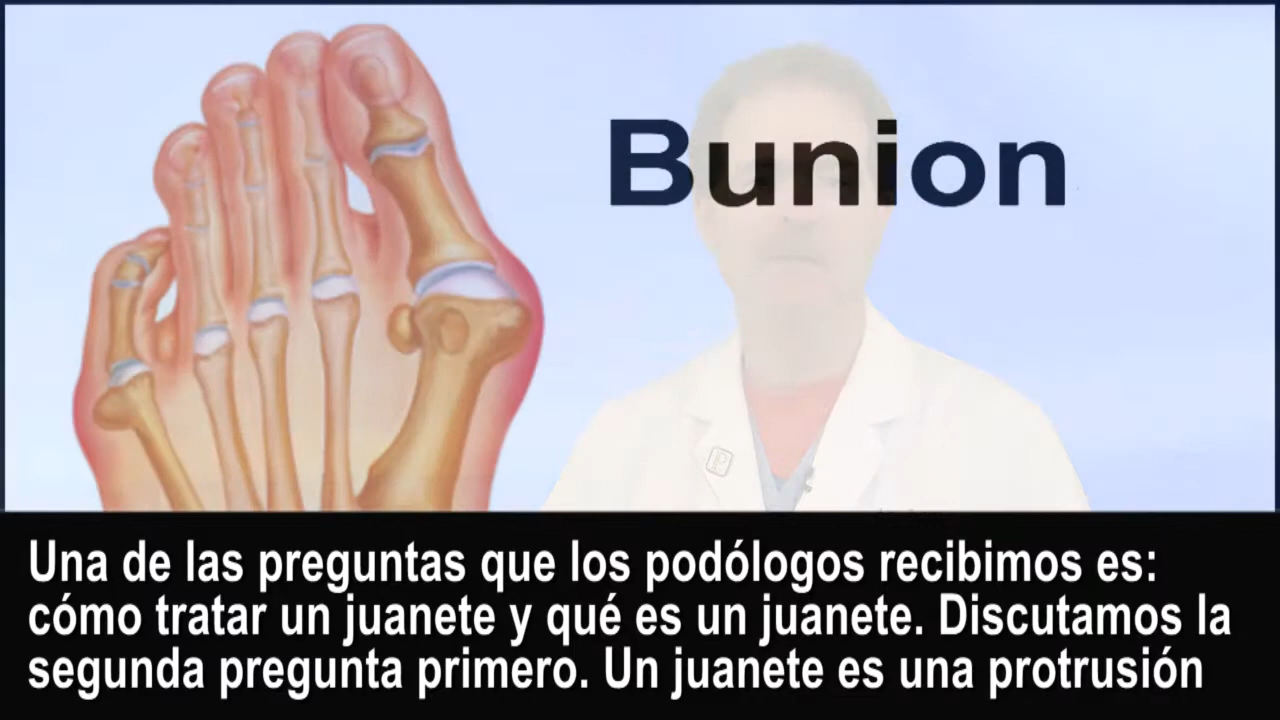 Bunion
Una de las preguntas que los podólogos recibimos es:
cómo tratar un juanete y qué es un juanete. Discutamos la
segunda pregunta primero. Un juanete es una protrusión